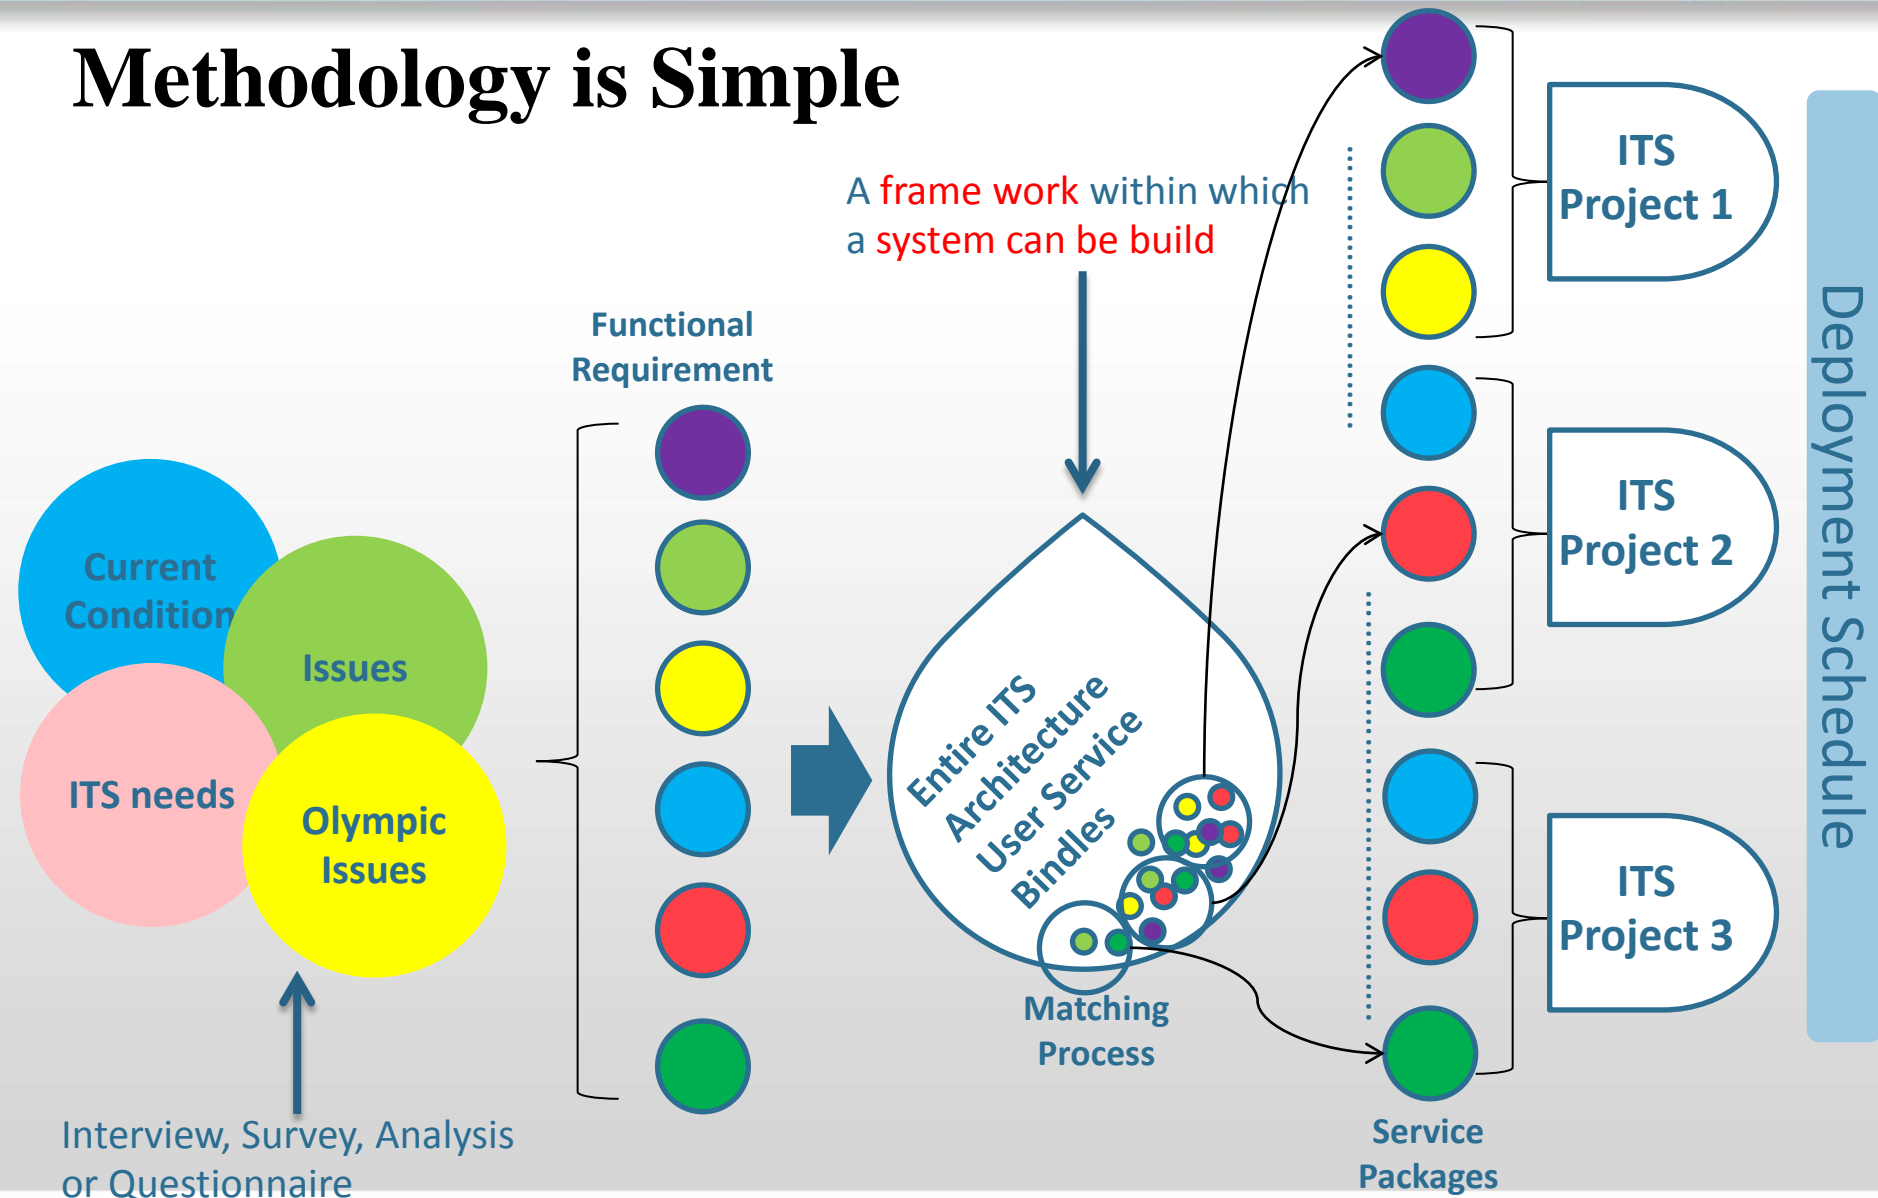 Methodology is Simple
A frame work within which
a system can be build
Functional
Requirement
Current
Condition
Issues
ITS needs
Olympic
Issues
Interview, Survey, Analysis
or Questionnaire
Entire ITS
Architecture
User Service
Bindles
Matching
Process
Service
Packages
ITS
Project 1
ITS
Project 2
ITS
Project 3
Deployment Schedule